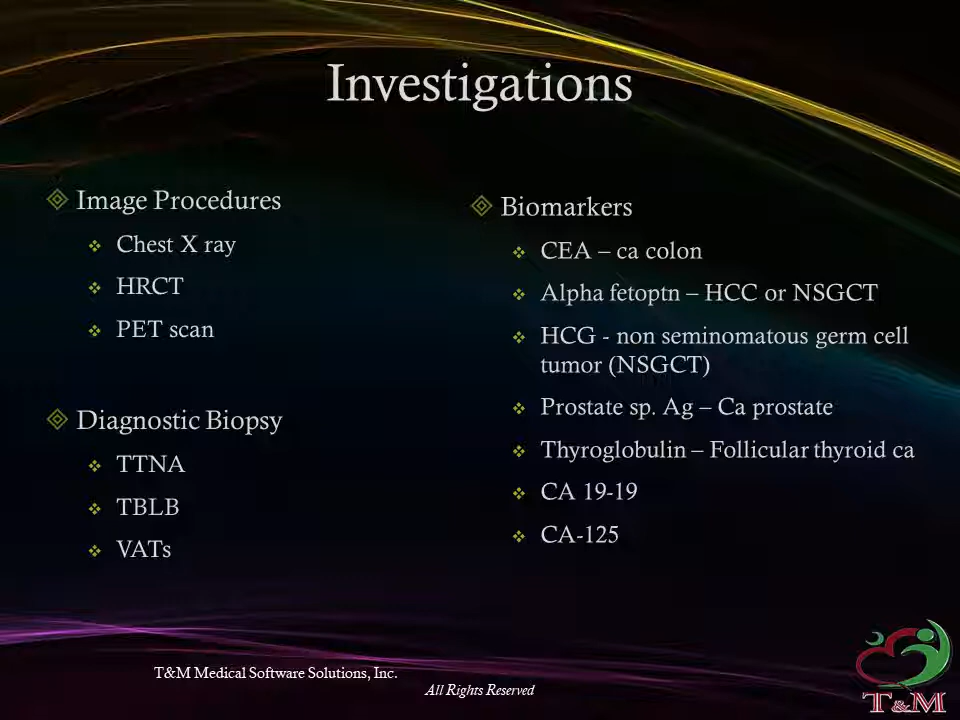 Investigations
Image Procedures
Chest X ray
HRCT
PET scan
Diagnostic Biopsy
TTNA
TBLB
VATs
Biomarkers
CEA – ca colon
Alpha fetoptn – HCC or NSGCT
HCG - non seminomatous germ cell
tumor (NSGCT)
Prostate sp. Ag – Ca prostate
Thyroglobulin – Follicular thyroid ca
CA 19-19
CA-125
T&M Medical Software Solutions, Inc.
All Rights Reserved
T&M